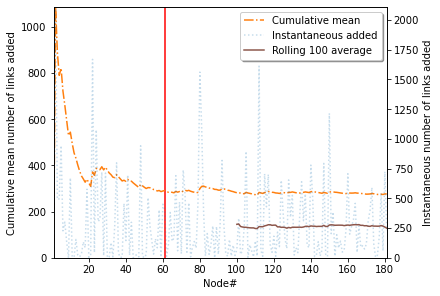 Cumulative mean
Instantaneous added
Rolling 100 average
Cumulative mean number of links added
1000
800
600
400
200
0
2000
1750
1500
1250
1000
750
500
250
0
Instantaneous number of links added
20 40 60 80 100 120 140 160 180
Node#